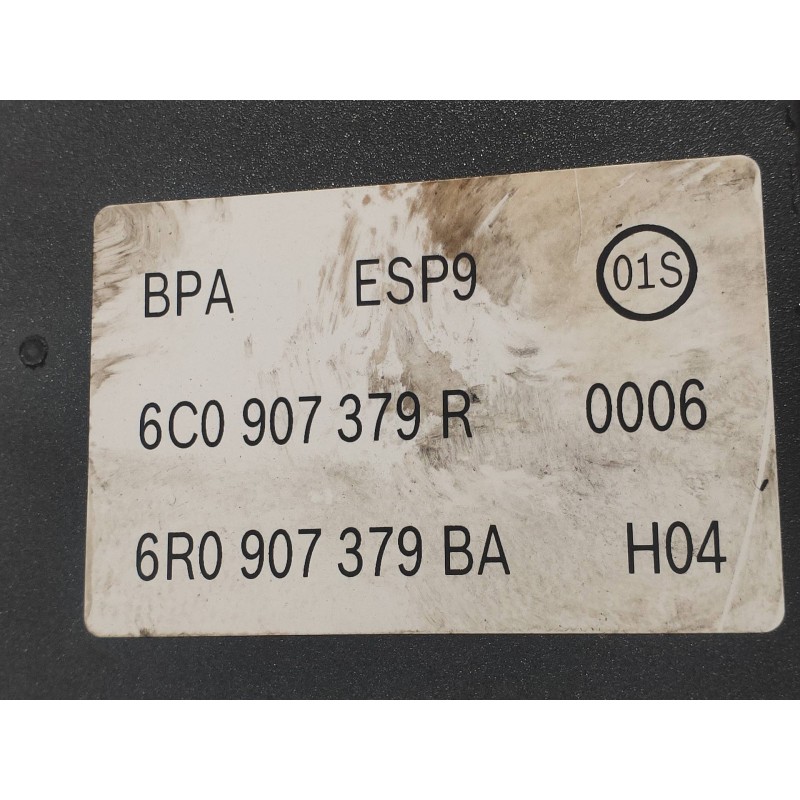 BPA ESP9 01S
6C0 907 379 R 0006
6R0 907 379 BA H04